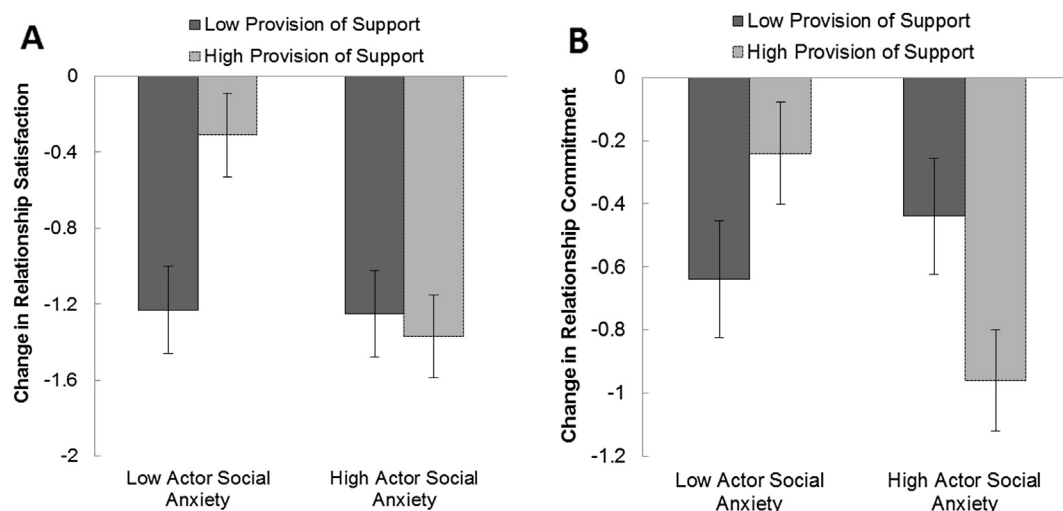 A
Low Provision of Support
High Provision of Support
Change in Relationship Satisfaction
0
-0.4
-0.8
-1.2
-1.6
-2
Low Actor Social
Anxiety
High Actor Social
Anxiety
B
Low Provision of Support
High Provision of Support
Change in Relationship Commitment
0
-0.2
-0.4
-0.6
-0.8
-1
-1.2
Low Actor Social
Anxiety
High Actor Social
Anxiety